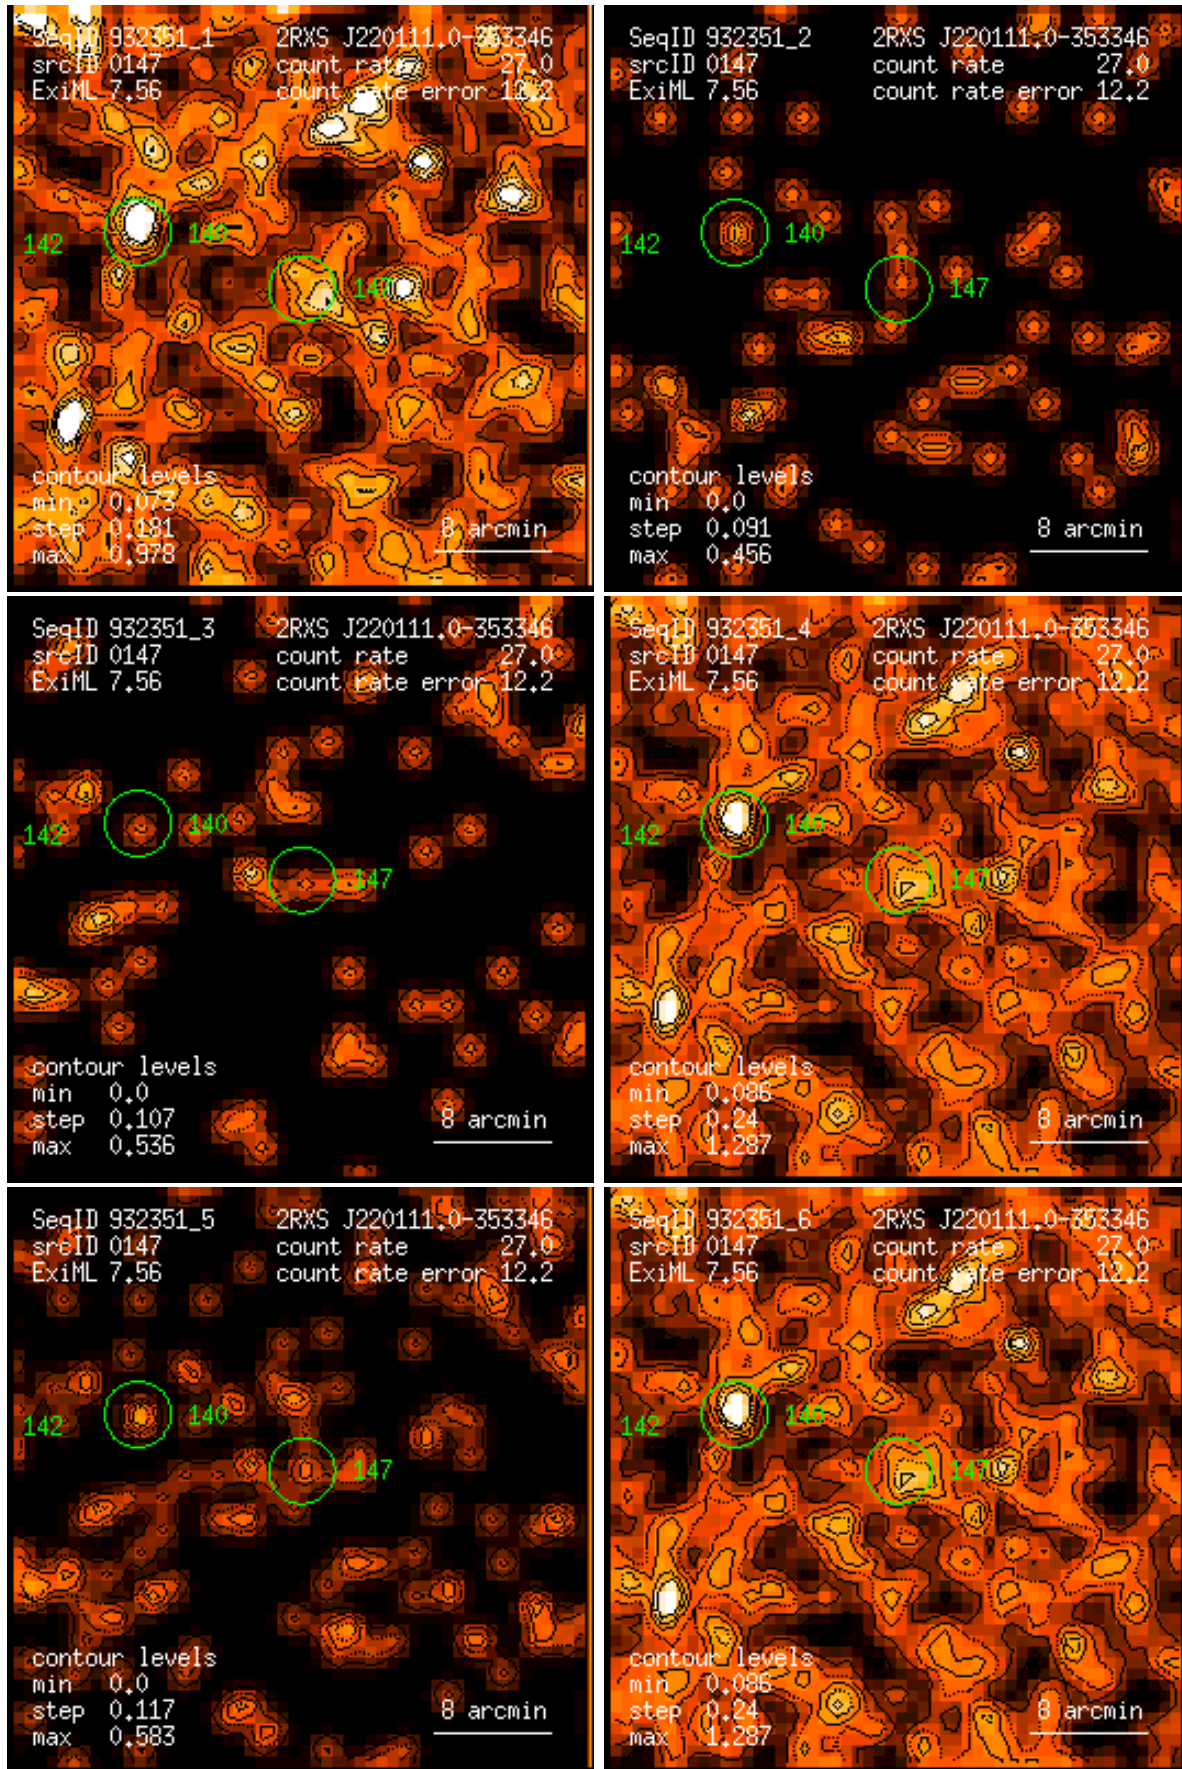 SeqID 932351_1 2RXS J220111.0-353346
srcID 0147 count rate 27.0
ExiML 7.56 count rate error 12.2
142 140
147
contour levels
min 0.073
step 0.181 8 arcmin
max 0.978
SeqID 932351_2 2RXS J220111.0-353346
srcID 0147 count rate 27.0
ExiML 7.56 count rate error 12.2
142 140
147
contour levels
min 0.0
step 0.091 8 arcmin
max 0.456
SeqID 932351_3 2RXS J220111.0-353346
srcID 0147 count rate 27.0
ExiML 7.56 count rate error 12.2
142 140
147
contour levels
min 0.0
step 0.107 8 arcmin
max 0.536
SeqID 932351_4 2RXS J220111.0-353346
srcID 0147 count rate 27.0
ExiML 7.56 count rate error 12.2
142 140
147
contour levels
min 0.086
step 0.24 8 arcmin
max 1.287
SeqID 932351_5 2RXS J220111.0-353346
srcID 0147 count rate 27.0
ExiML 7.56 count rate error 12.2
142 140
147
contour levels
min 0.0
step 0.117 8 arcmin
max 0.583
SeqID 932351_6 2RXS J220111.0-353346
srcID 0147 count rate 27.0
ExiML 7.56 count rate error 12.2
142 140
147
contour levels
min 0.086
step 0.24 8 arcmin
max 1.287